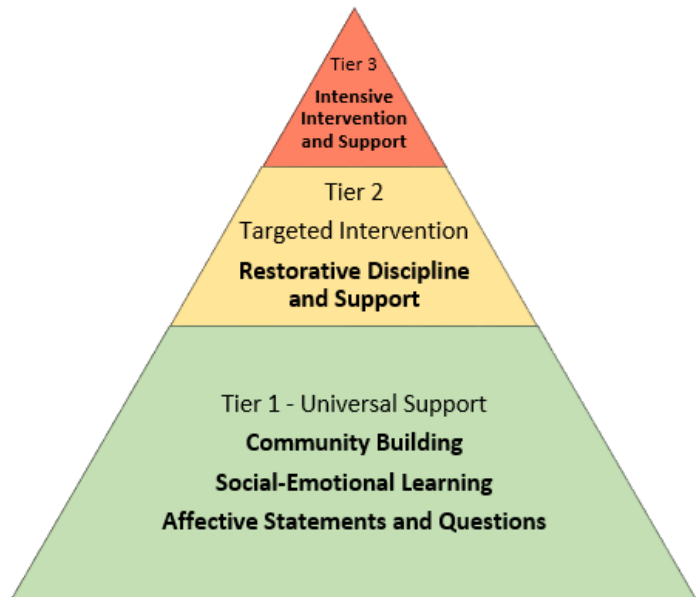 Tier 3
Intensive
Intervention
and Support
Tier 2
Targeted Intervention
Restorative Discipline
and Support
Tier 1 - Universal Support
Community Building
Social-Emotional Learning
Affective Statements and Questions